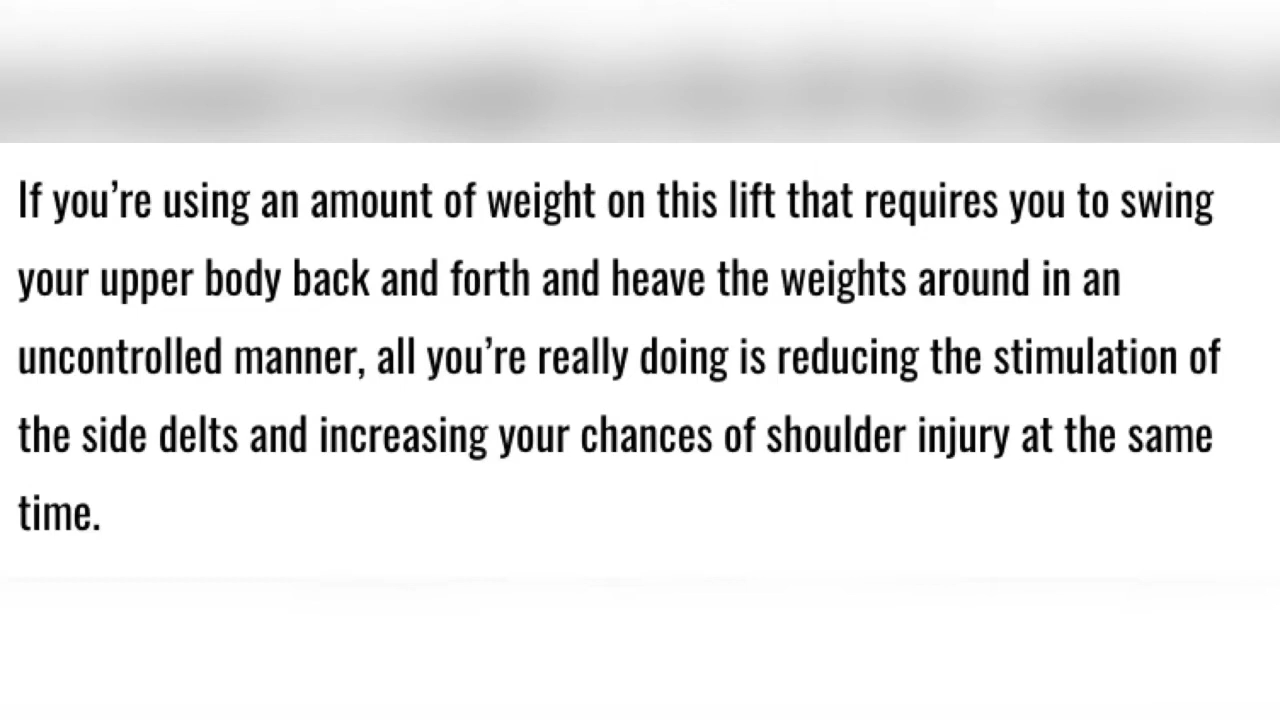 If you’re using an amount of weight on this lift that requires you to swing
your upper body back and forth and heave the weights around in an
uncontrolled manner, all you’re really doing is reducing the stimulation of
the side delts and increasing your chances of shoulder injury at the same
time.